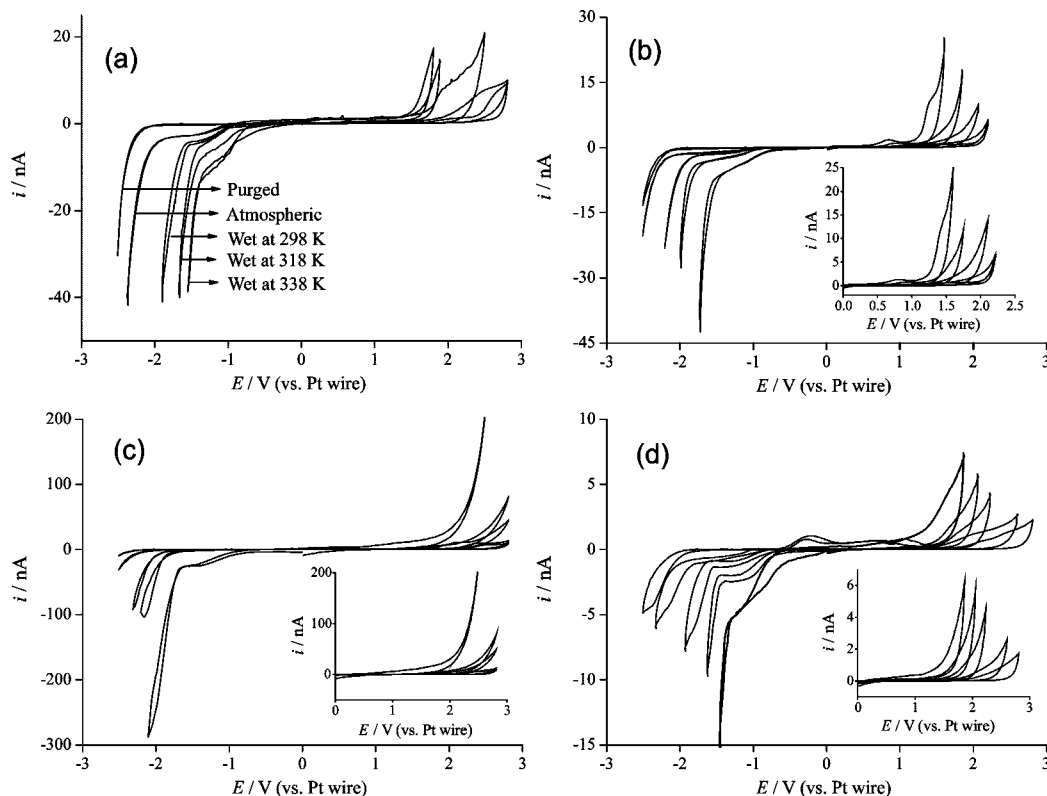 (a)
20
0
-20
-40
i / nA
Purged
Atmospheric
Wet at 298 K
Wet at 318 K
Wet at 338 K
-3 -2 -1 0 1 2 3
E / V (vs. Pt wire)
(b)
30
15
0
-15
-30
-45
i / nA
25
20
15
10
5
0
i / nA
0.0 0.5 1.0 1.5 2.0 2.5
E / V (vs. Pt wire)
-3 -2 -1 0 1 2 3
E / V (vs. Pt wire)
(c)
200
100
0
-100
-200
-300
i / nA
200
100
0
i / nA
0 1 2 3
E / V (vs. Pt wire)
-3 -2 -1 0 1 2 3
E / V (vs. Pt wire)
(d)
10
5
0
-5
-10
-15
i / nA
6
4
2
0
i / nA
0 1 2 3
E / V (vs. Pt wire)
-3 -2 -1 0 1 2 3
E / V (vs. Pt wire)